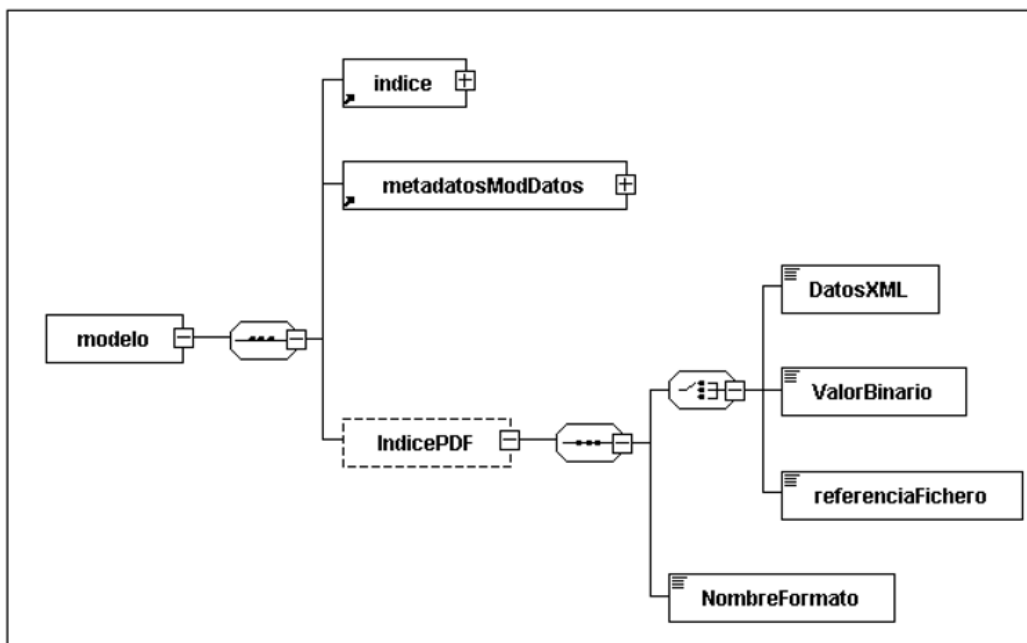 indice
metadatosModDatos
modelo
IndicePDF
DatosXML
ValorBinario
referenciaFichero
NombreFormato